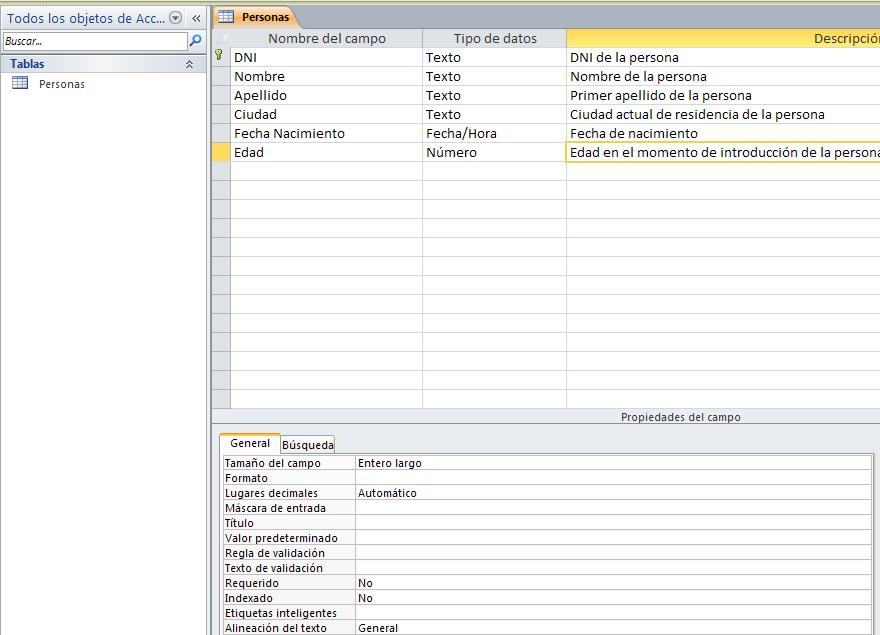 Todos los objetos de Acc... «
Personas
Buscar...
Tablas
Personas
Nombre del campo Tipo de datos Descripción
DNI Texto DNI de la persona
Nombre Texto Nombre de la persona
Apellido Texto Primer apellido de la persona
Ciudad Texto Ciudad actual de residencia de la persona
Fecha Nacimiento Fecha/Hora Fecha de nacimiento
Edad Número Edad en el momento de introducción de la persona
Propiedades del campo
General Búsqueda
Tamaño del campo Entero largo
Formato
Lugares decimales Automático
Máscara de entrada
Título
Valor predeterminado
Regla de validación
Texto de validación
Requerido No
Indexado No
Etiquetas inteligentes
Alineación del texto General